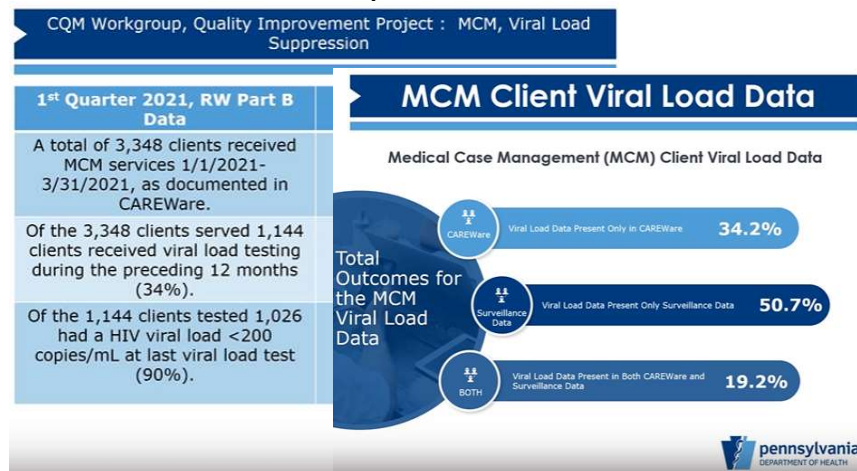 CQM Workgroup, Quality Improvement Project : MCM, Viral Load
Suppression
1st Quarter 2021, RW Part B
Data
A total of 3,348 clients received
MCM services 1/1/2021-
3/31/2021, as documented in
CAREWare.
Of the 3,348 clients served 1,144
clients received viral load testing
during the preceding 12 months
(34%).
Of the 1,144 clients tested 1,026
had a HIV viral load <200
copies/mL at last viral load test
(90%).
MCM Client Viral Load Data
Medical Case Management (MCM) Client Viral Load Data
Total
Outcomes for
the MCM
Viral Load
Data
CAREWare
Viral Load Data Present Only in CAREWare
34.2%
Surveillance
Data
Viral Load Data Present Only Surveillance Data
50.7%
BOTH
Viral Load Data Present in Both CAREWare and
Surveillance Data
19.2%
pennsylvania
DEPARTMENT OF HEALTH